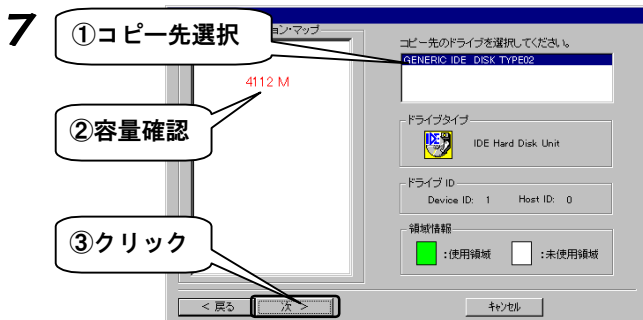 7
①コピー先選択
ョン・マップ
コピー先のドライブを選択してください。
GENERIC IDE DISK TYPE02
4112 M
②容量確認
ドライブタイプ
IDE
IDE Hard Disk Unit
ドライブ ID
Device ID: 1 Host ID: 0
③クリック
領域情報
:使用領域 :未使用領域
< 戻る 次 > キャンセル